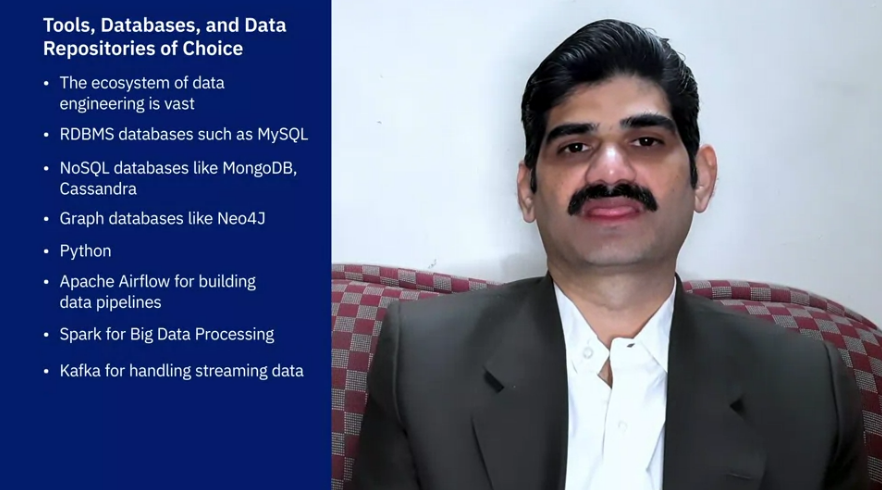 Tools, Databases, and Data
Repositories of Choice
• The ecosystem of data
engineering is vast
• RDBMS databases such as MySQL
• NoSQL databases like MongoDB,
Cassandra
• Graph databases like Neo4J
• Python
• Apache Airflow for building
data pipelines
• Spark for Big Data Processing
• Kafka for handling streaming data